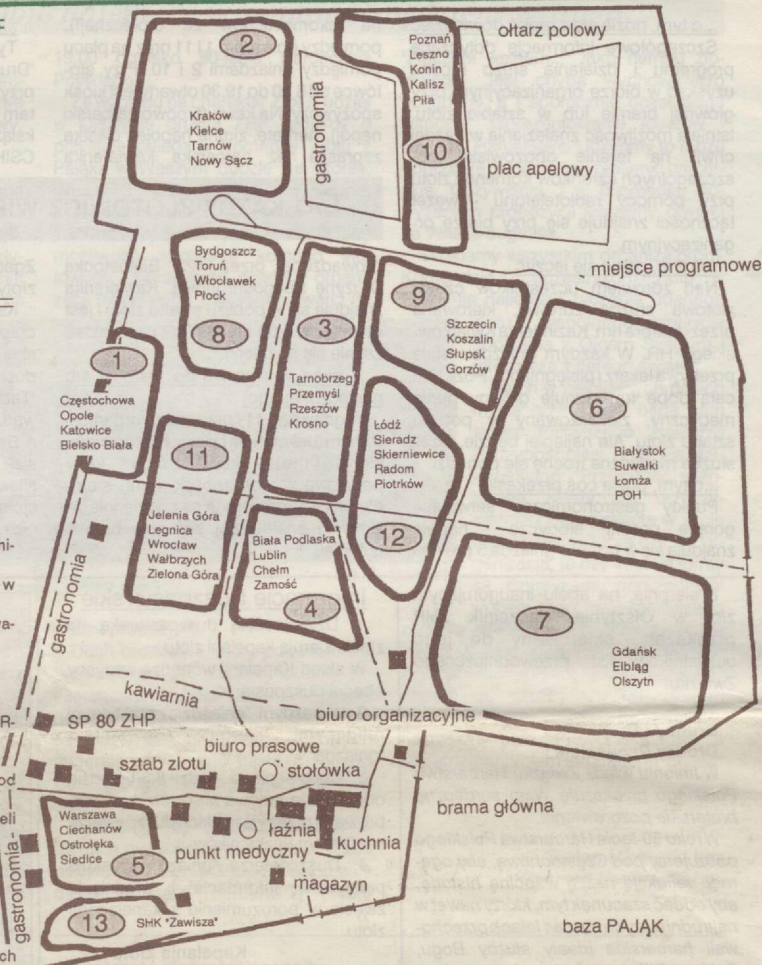 ołtarz polowy
2
Kraków
Kielce
Tarnów
Nowy Sącz
gastronomia
Poznań
Leszno
Konin
Kalisz
Piła
10
plac apelowy
miejsce programowe
Bydgoszcz
Toruń
Włocławek
Płock
8
3
Tarnobrzeg
Przemyśl
Rzeszów
Krosno
9
Szczecin
Koszalin
Słupsk
Gorzów
1
Częstochowa
Opole
Katowice
Bielsko Biała
6
Białystok
Suwałki
Łomża
POH
11
Jelenia Góra
Legnica
Wrocław
Wałbrzych
Zielona Góra
Łódź
Sieradz
Skierniewice
Radom
Piotrków
12
Biała Podlaska
Lublin
Chełm
Zamość
4
7
Gdańsk
Elbląg
Olsztyn
gastronomia
kawiarnia
biuro organizacyjne
SP 80 ZHP
biuro prasowe
sztab zlotu
stołówka
brama główna
Warszawa
Ciechanów
Ostrołęka
Siedlce
5
łaźnia
punkt medyczny
kuchnia
magazyn
gastronomia
13
SHK "Zawisza"
baza PAJĄK